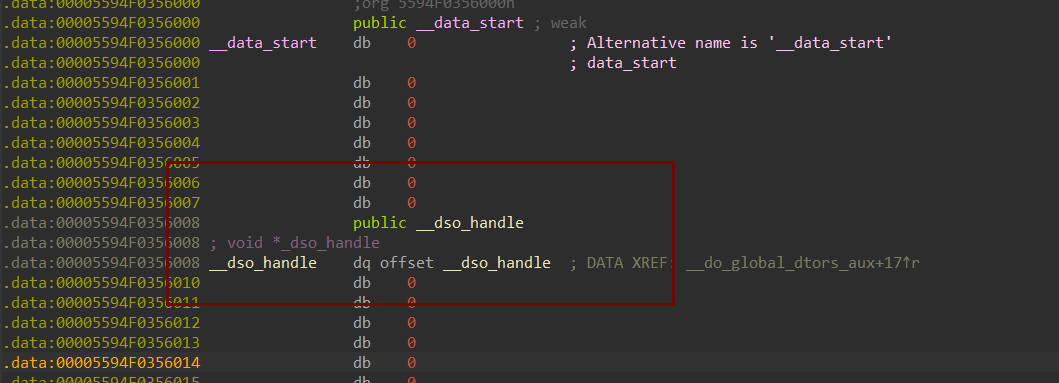 .data:00005594F0356000 ;org 5594F0356000h
.data:00005594F0356000 public __data_start ; weak
.data:00005594F0356000 __data_start db 0 ; Alternative name is '__data_start'
.data:00005594F0356000 ; data_start
.data:00005594F0356001 db 0
.data:00005594F0356002 db 0
.data:00005594F0356003 db 0
.data:00005594F0356004 db 0
.data:00005594F0356005 db 0
.data:00005594F0356006 db 0
.data:00005594F0356007 db 0
.data:00005594F0356008 public __dso_handle
.data:00005594F0356008 ; void *_dso_handle
.data:00005594F0356008 __dso_handle dq offset __dso_handle ; DATA XREF: __do_global_dtors_aux+17↑r
.data:00005594F0356010 db 0
.data:00005594F0356011 db 0
.data:00005594F0356012 db 0
.data:00005594F0356013 db 0
.data:00005594F0356014 db 0
.data:00005594F0356015 db 0